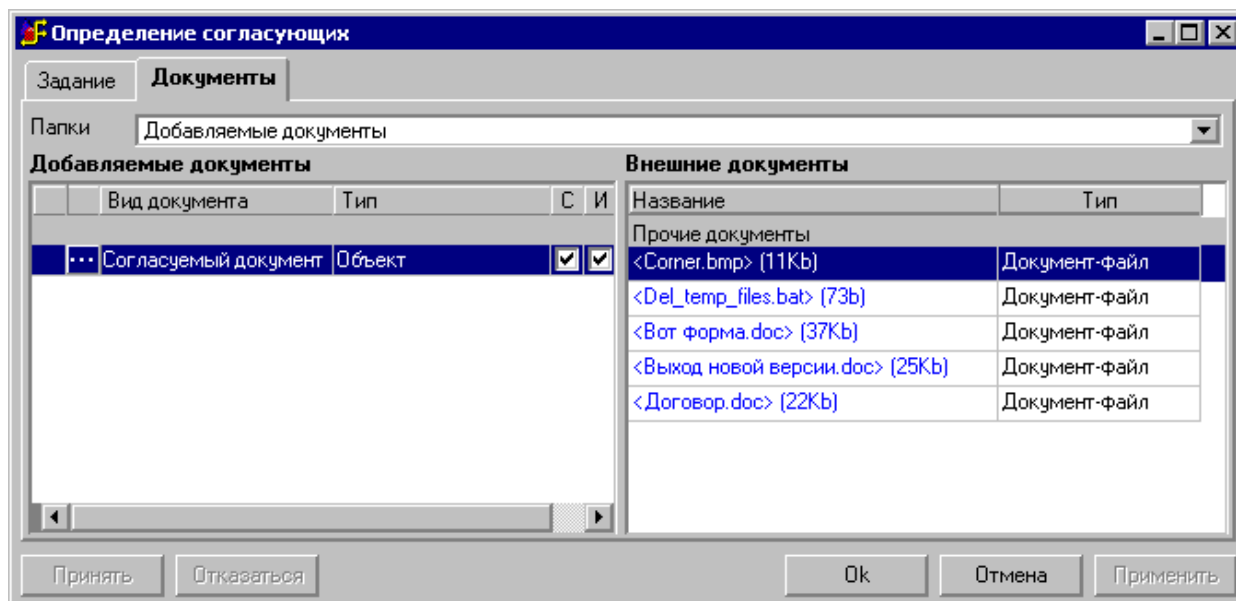 Определение согласующих
Задание Документы
Папки Добавляемые документы
Добавляемые документы Внешние документы
Вид документа Тип С И Название Тип
Прочие документы
Согласуемый документ Объект <Corner.bmp> (11Kb) Документ-файл
<Del_temp_files.bat> (73b) Документ-файл
<Вот форма.doc> (37Kb) Документ-файл
<Выход новой версии.doc> (25Kb) Документ-файл
<Договор.doc> (22Kb) Документ-файл
Принять Отказаться Ok Отмена Применить